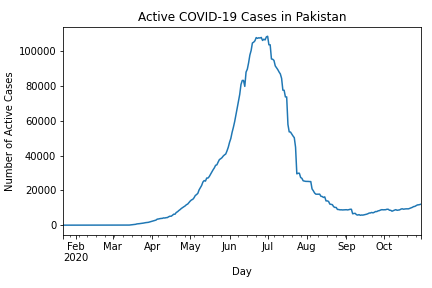 Active COVID-19 Cases in Pakistan
Number of Active Cases
100000
80000
60000
40000
20000
0
Feb Mar Apr May Jun Jul Aug Sep Oct
2020
Day